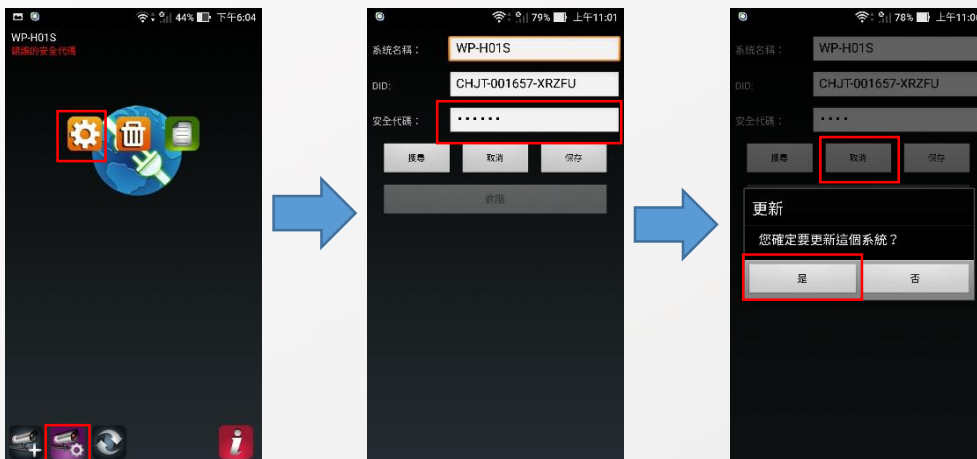 44% 下午6:04
WP-H01S
錯誤的安全代碼
i
79% 上午11:01
系統名稱： WP-H01S
DID: CHJT-001657-XRZFU
安全代碼： ······
搜尋 取消 保存
進階
78% 上午11:00
系統名稱： WP-H01S
DID: CHJT-001657-XRZFU
安全代碼： ····
搜尋 取消 保存
更新
您確定要更新這個系統？
是 否